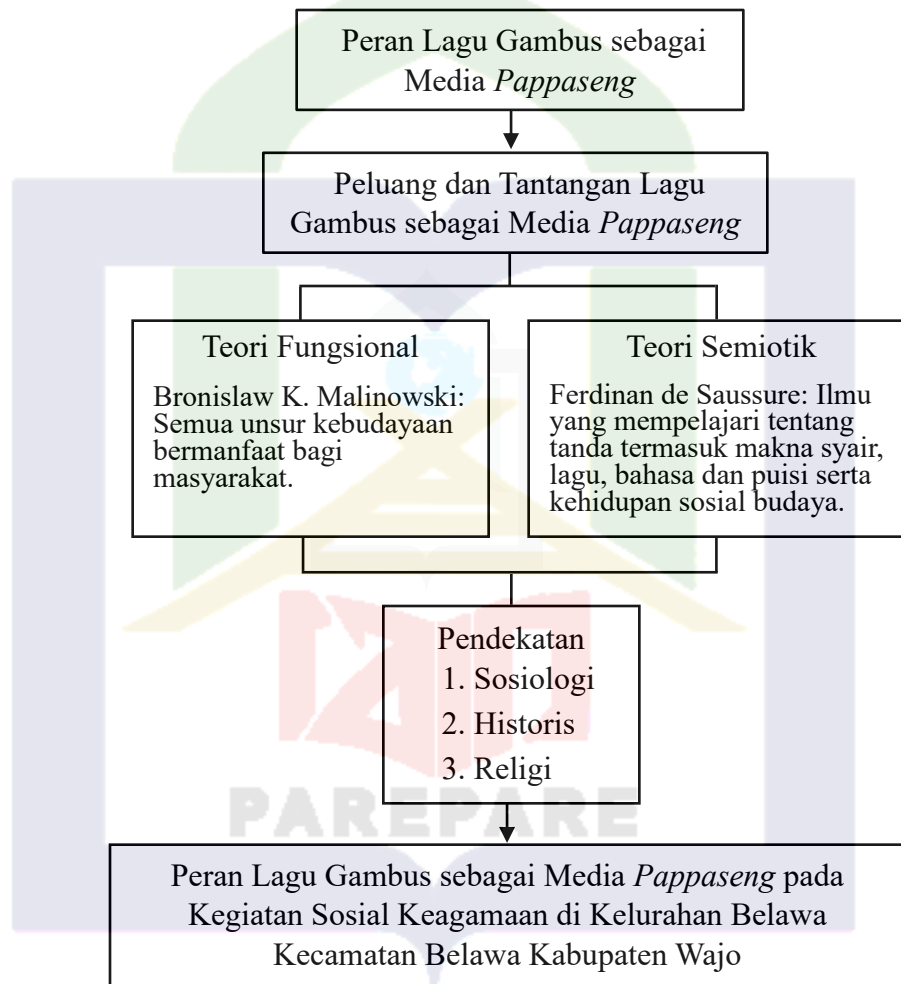 Peran Lagu Gambus sebagai
Media Pappaseng
Peluang dan Tantangan Lagu
Gambus sebagai Media Pappaseng
Teori Fungsional
Bronislaw K. Malinowski:
Semua unsur kebudayaan
bermanfaat bagi
masyarakat.
Teori Semiotik
Ferdinan de Saussure: Ilmu
yang mempelajari tentang
tanda termasuk makna syair,
lagu, bahasa dan puisi serta
kehidupan sosial budaya.
Pendekatan
1. Sosiologi
2. Historis
3. Religi
PAREPARE
Peran Lagu Gambus sebagai Media Pappaseng pada
Kegiatan Sosial Keagamaan di Kelurahan Belawa
Kecamatan Belawa Kabupaten Wajo